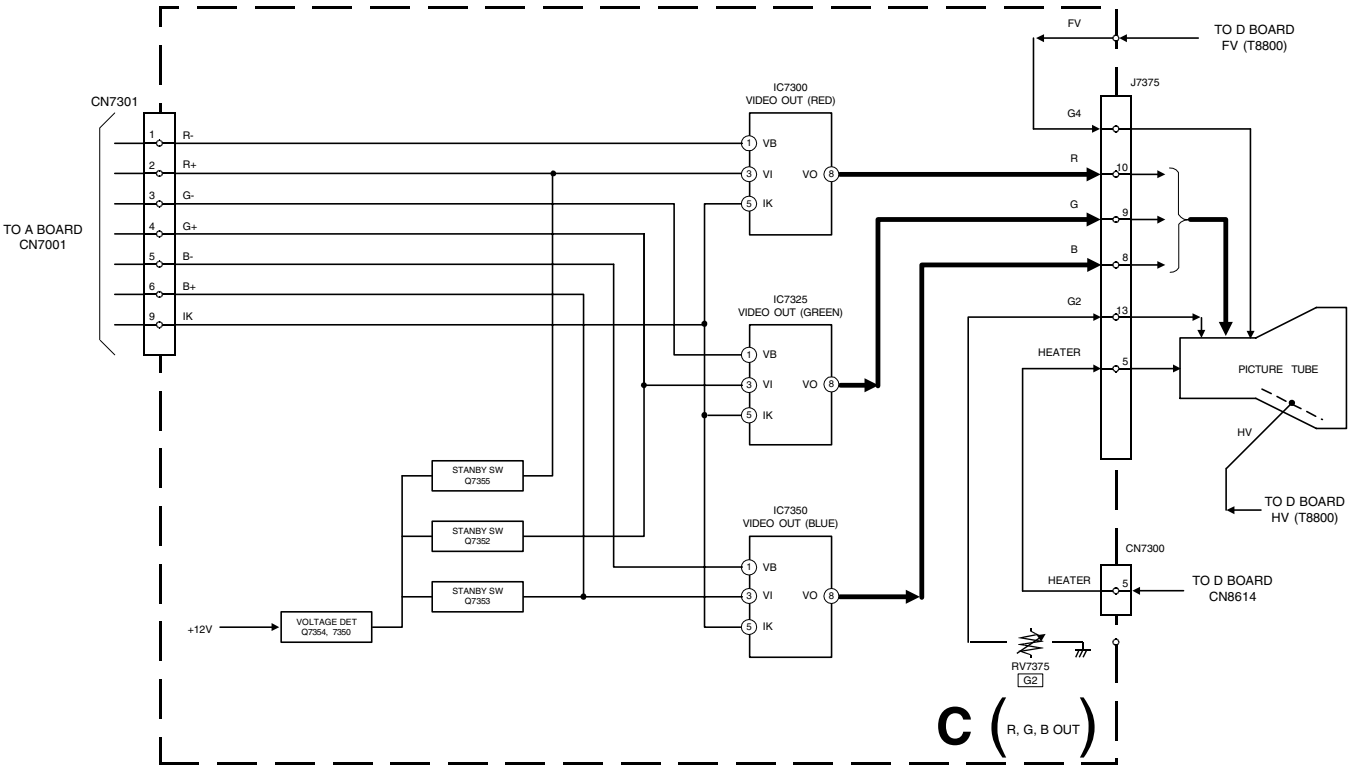 FV
TO D BOARD
FV (T8800)
J7375
CN7301
IC7300
VIDEO OUT (RED)
G4
1 R-
1 VB
2 R+
3 VI
VO 8
R
10
3 G-
5 IK
G
9
4 G+
TO A BOARD
CN7001
5 B-
B
8
6 B+
9 IK
IC7325
VIDEO OUT (GREEN)
G2
13
1 VB
HEATER
5
PICTURE TUBE
3 VI
VO 8
5 IK
HV
STANBY SW
Q7355
TO D BOARD
HV (T8800)
IC7350
VIDEO OUT (BLUE)
STANBY SW
Q7352
CN7300
1 VB
HEATER
5
TO D BOARD
CN8614
STANBY SW
Q7353
3 VI
VO 8
+12V
VOLTAGE DET
Q7354, 7350
5 IK
RV7375
G2
C (R, G, B OUT)